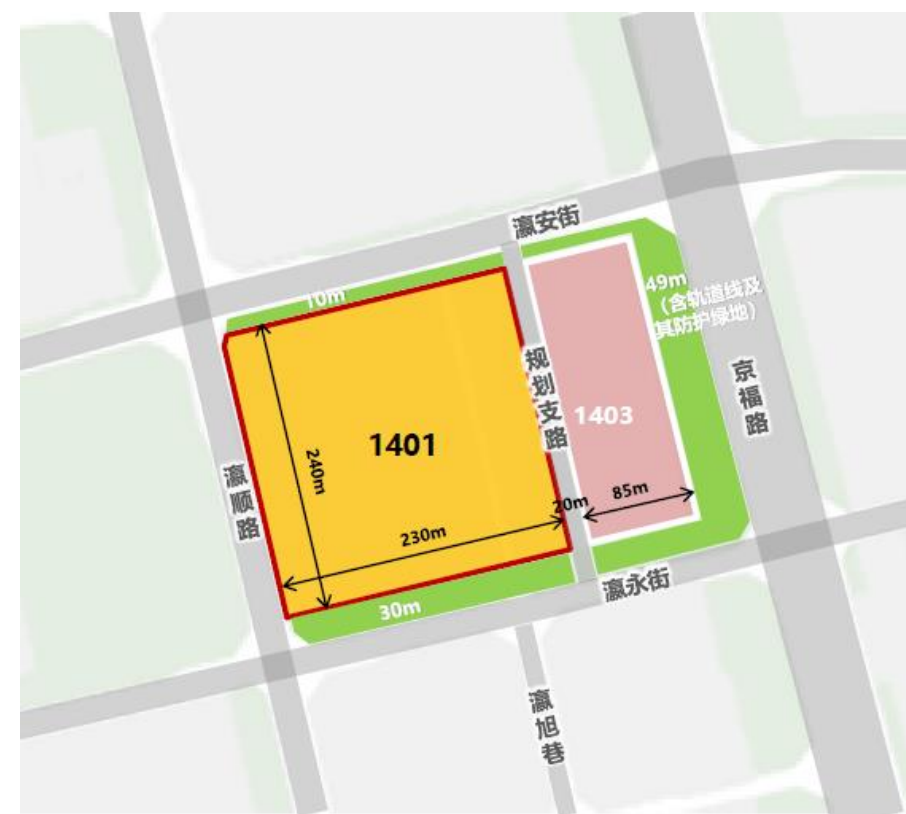 瀛安街
10m
49m
(含轨道线及
其防护绿地)
规划支路
京福路
1401
1403
瀛顺路
240m
20m
85m
230m
30m
瀛永街
瀛旭巷